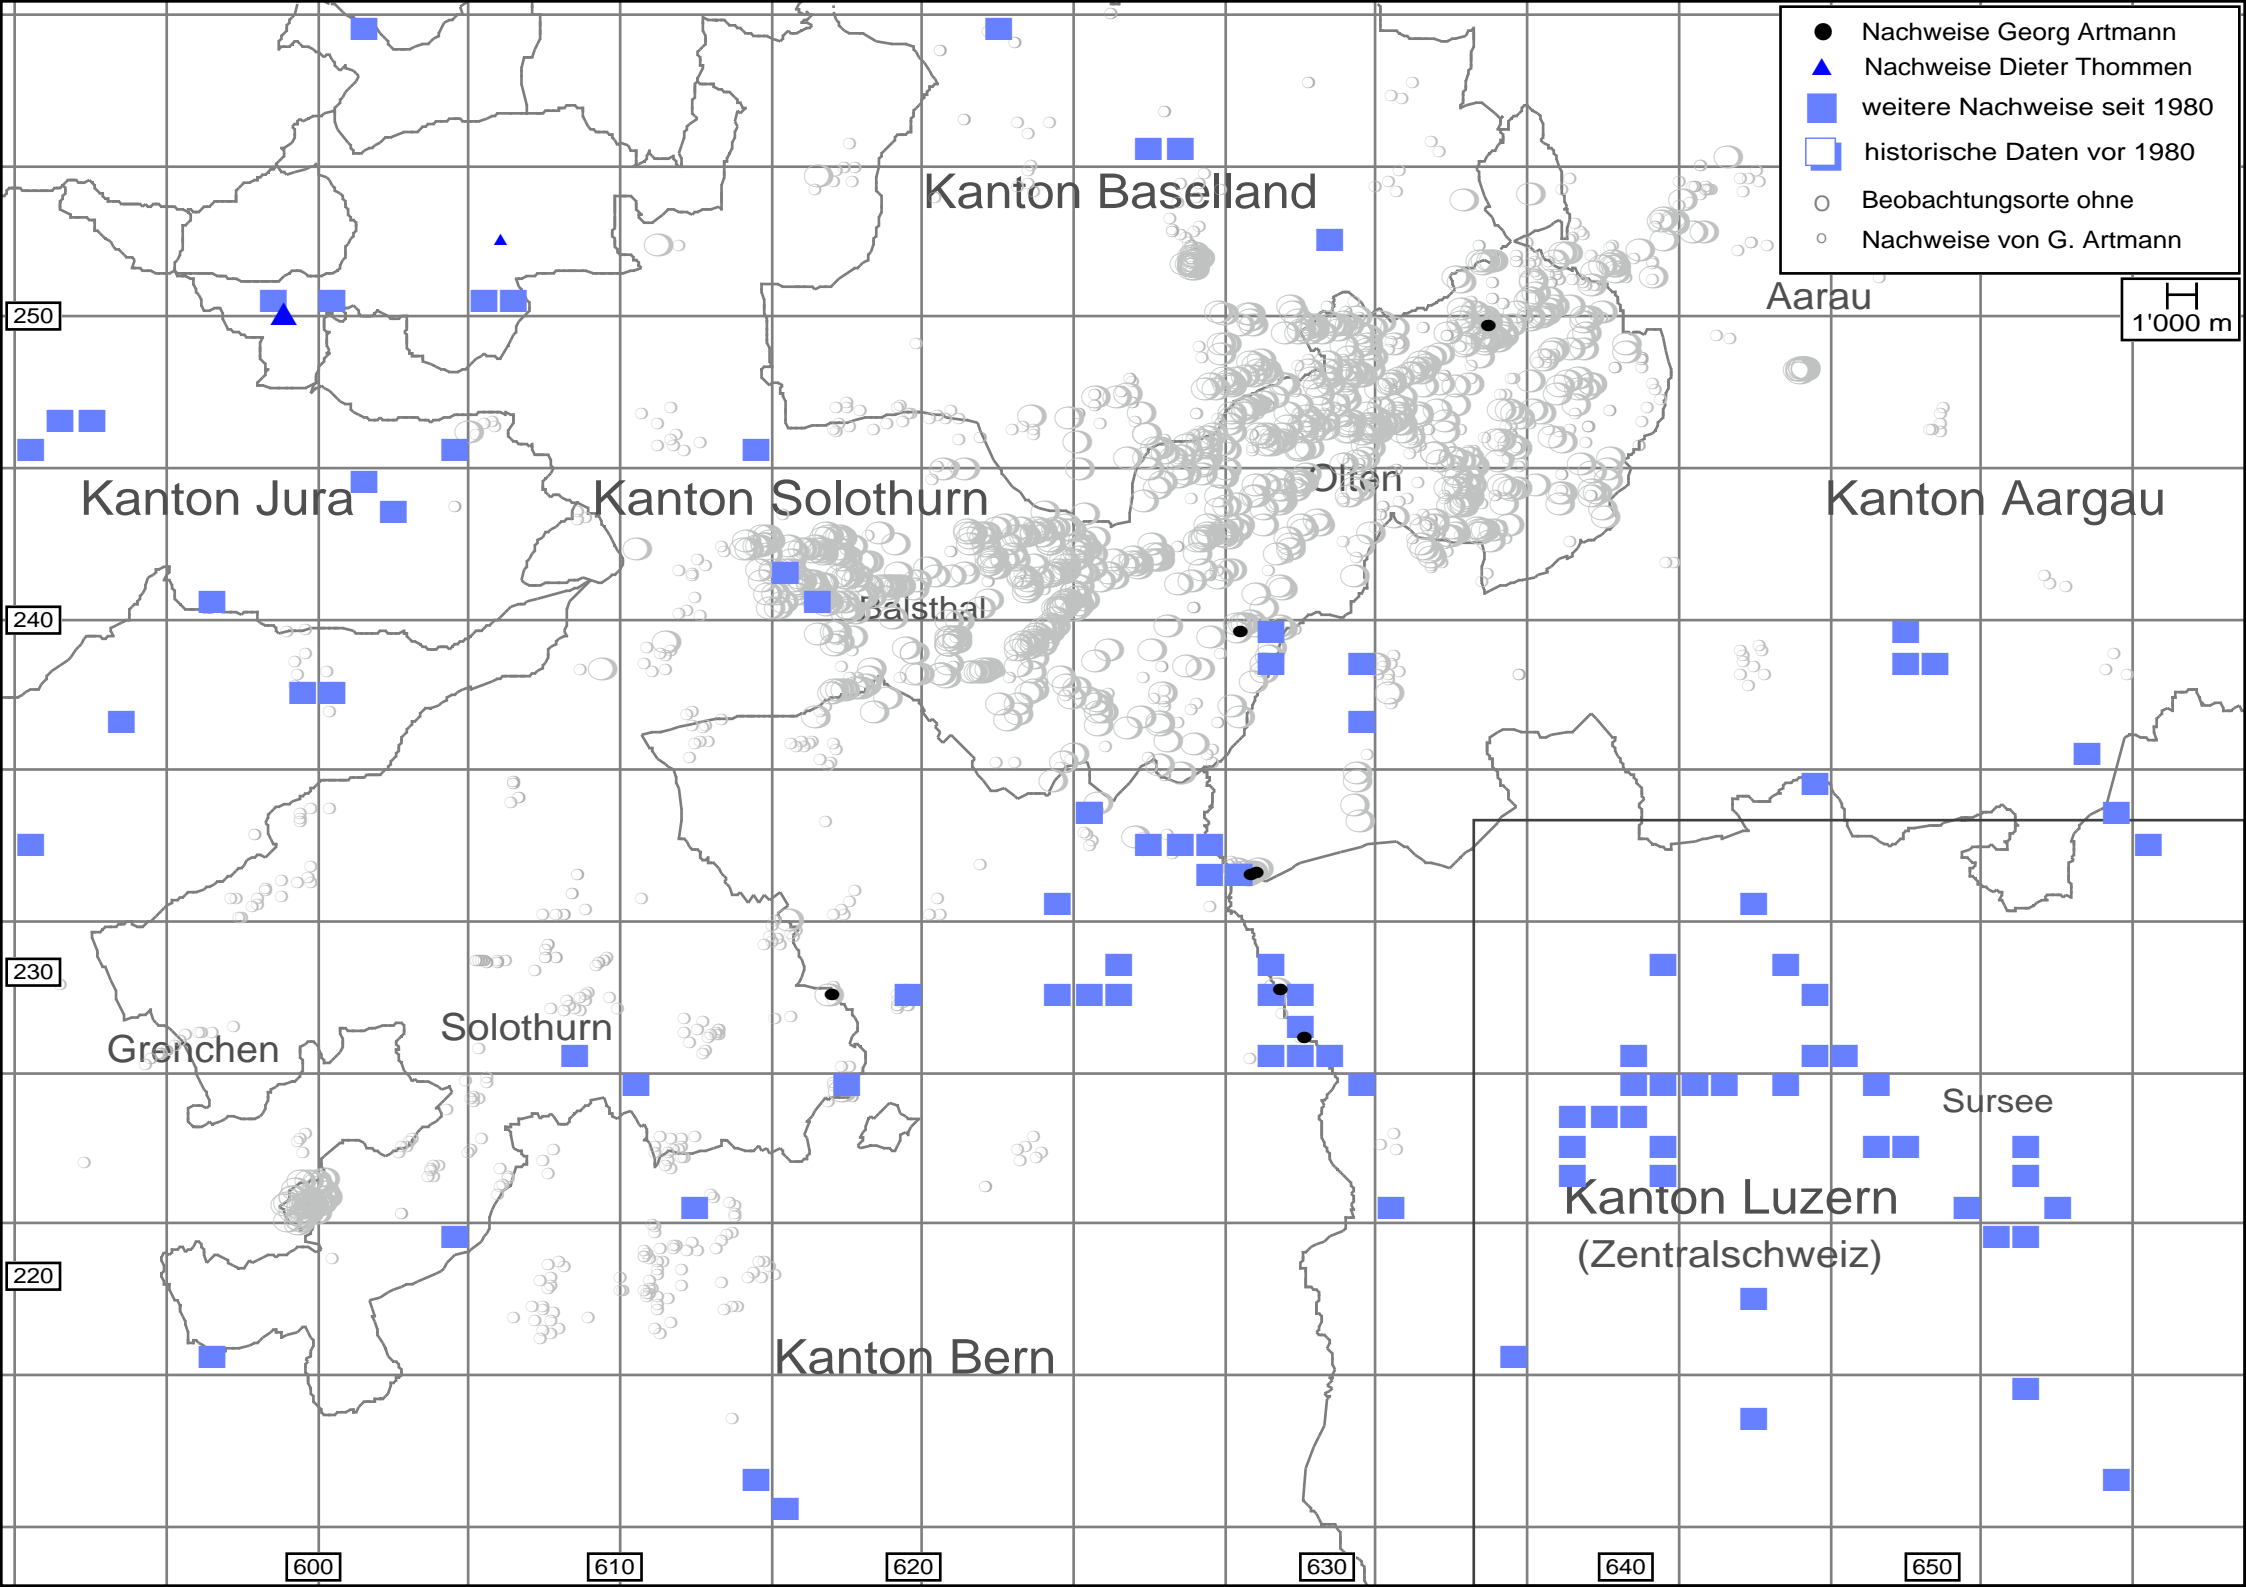 Nachweise Georg Artmann
Nachweise Dieter Thommen
weitere Nachweise seit 1980
historische Daten vor 1980
Beobachtungsorte ohne
Nachweise von G. Artmann
Kanton Baselland
Aarau
250
1'000 m
Olten
Kanton Jura
Kanton Solothurn
Kanton Aargau
Balsthal
240
230
Solothurn
Grenchen
Sursee
Kanton Luzern
(Zentralschweiz)
220
Kanton Bern
600
610
620
630
640
650